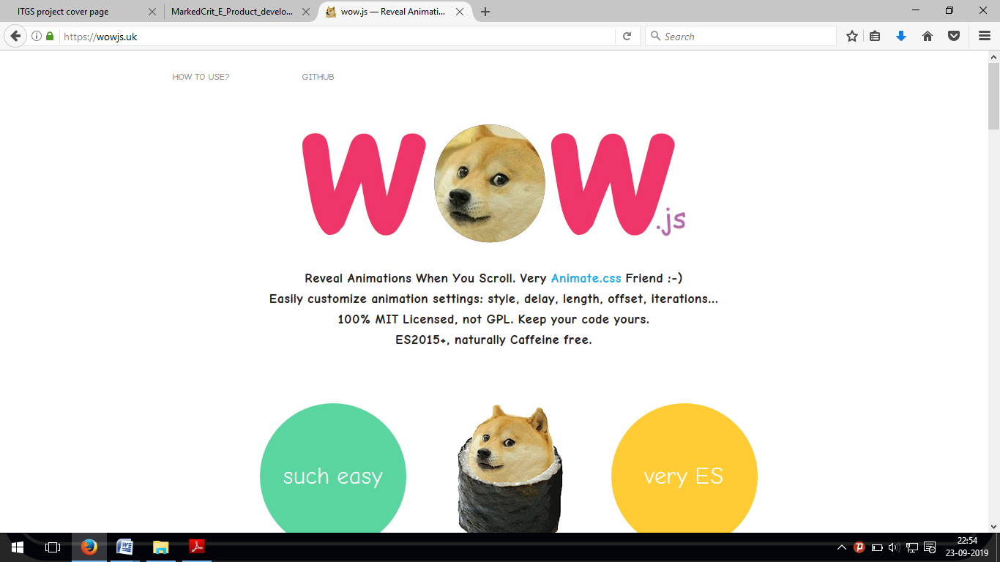 ITGS project cover page
MarkedCrit_E_Product_develo...
wow.js — Reveal Animati...
https://wowjs.uk
Search
HOW TO USE?
GITHUB
WOW.js
Reveal Animations When You Scroll. Very Animate.css Friend :-)
Easily customize animation settings: style, delay, length, offset, iterations...
100% MIT Licensed, not GPL. Keep your code yours.
ES2015+, naturally Caffeine free.
such easy
very ES
22:54
23-09-2019